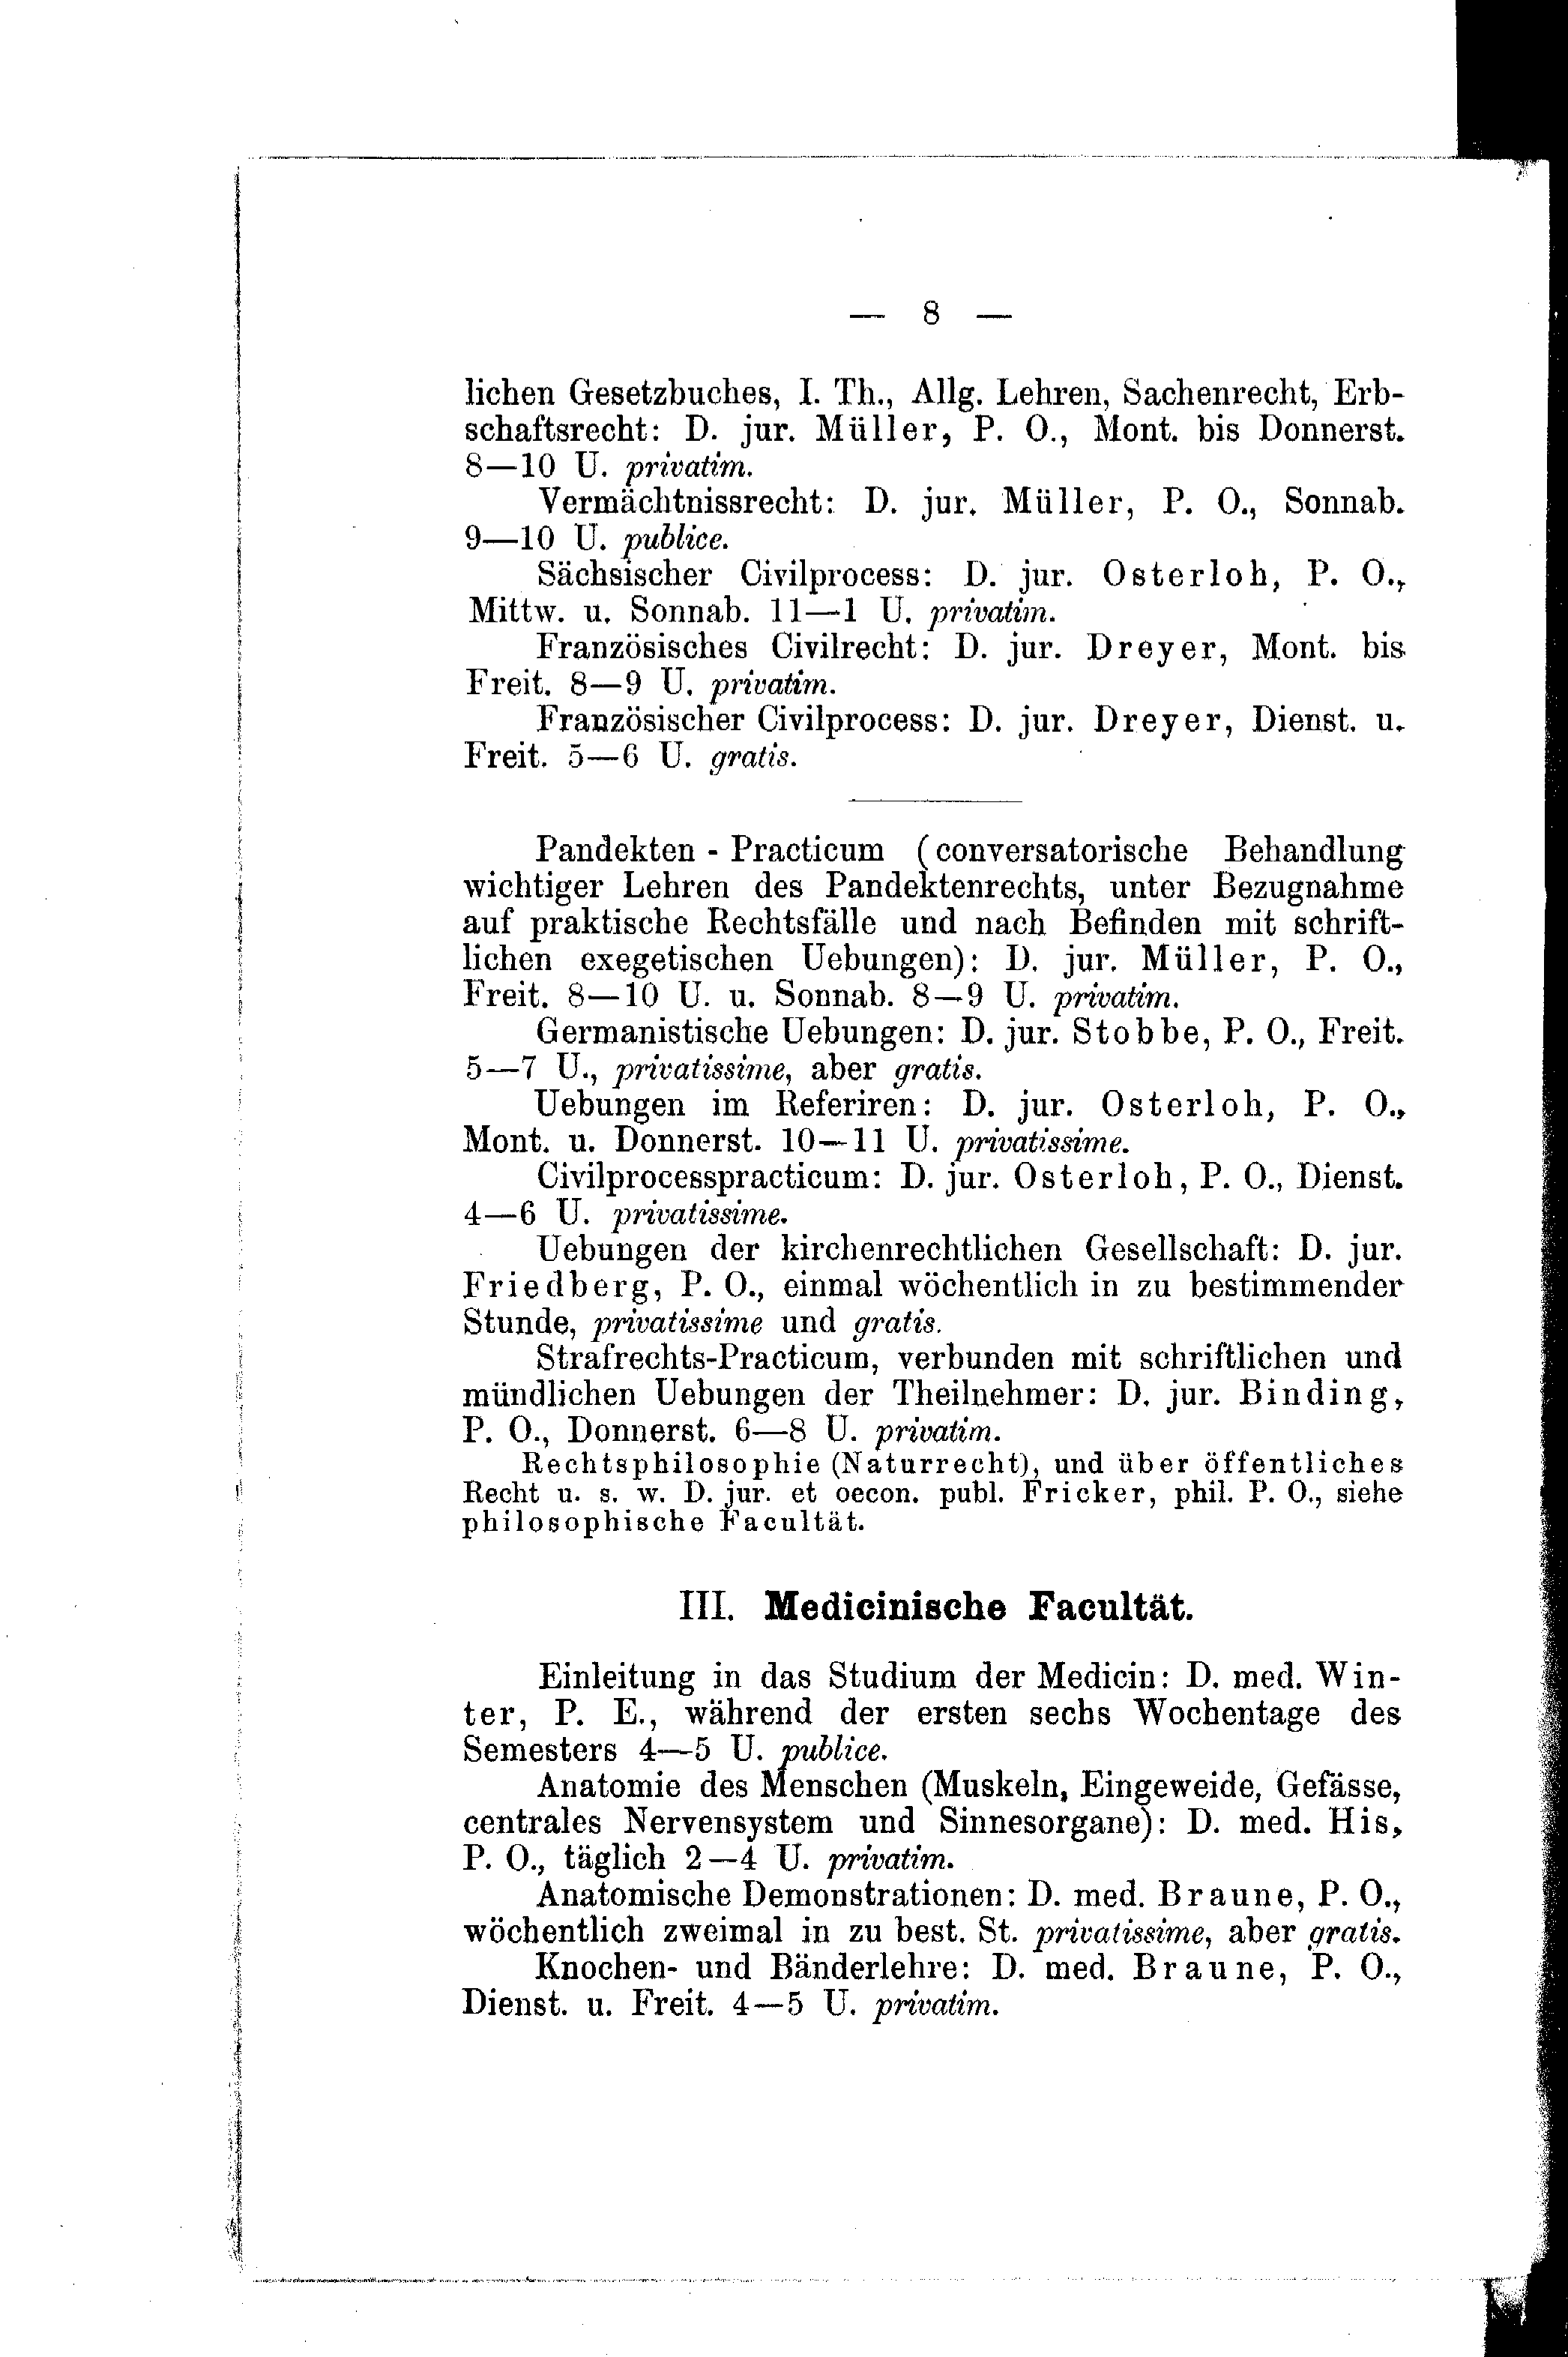 — 8 —
lichen Gesetzbuches, I. Th., Allg. Lehren, Sachenrecht, Erb-
schaftsrecht: D. jur. Müller, P. O., Mont. bis Donnerst.
8—10 U. privatim.
Vermächtnissrecht: D. jur. Müller, P. O., Sonnab.
9—10 U. publice.
Sächsischer Civilprocess: D. jur. Osterloh, P. O.,
Mittw. u. Sonnab. 11—1 U. privatim.
Französisches Civilrecht: D. jur. Dreyer, Mont. bis
Freit. 8—9 U. privatim.
Französischer Civilprocess: D. jur. Dreyer, Dienst. u.
Freit. 5—6 U. gratis.
Pandekten - Practicum (conversatorische Behandlung
wichtiger Lehren des Pandektenrechts, unter Bezugnahme
auf praktische Rechtsfälle und nach Befinden mit schrift-
lichen exegetischen Uebungen): D. jur. Müller, P. O.,
Freit. 8—10 U. u. Sonnab. 8—9 U. privatim.
Germanistische Uebungen: D. jur. Stobbe, P. O., Freit.
5—7 U., privatissime, aber gratis.
Uebungen im Referiren: D. jur. Osterloh, P. O.,
Mont. u. Donnerst. 10—11 U. privatissime.
Civilprocesspracticum: D. jur. Osterloh, P. O., Dienst.
4—6 U. privatissime.
Uebungen der kirchenrechtlichen Gesellschaft: D. jur.
Friedberg, P. O., einmal wöchentlich in zu bestimmender
Stunde, privatissime und gratis.
Strafrechts-Practicum, verbunden mit schriftlichen und
mündlichen Uebungen der Theilnehmer: D. jur. Binding,
P. O., Donnerst. 6—8 U. privatim.
Rechtsphilosophie (Naturrecht), und über öffentliches
Recht u. s. w. D. jur. et oecon. publ. Fricker, phil. P. O., siehe
philosophische Facultät.
III. Medicinische Facultät.
Einleitung in das Studium der Medicin: D. med. Win-
ter, P. E., während der ersten sechs Wochentage des
Semesters 4—5 U. publice.
Anatomie des Menschen (Muskeln, Eingeweide, Gefässe,
centrales Nervensystem und Sinnesorgane): D. med. His,
P. O., täglich 2—4 U. privatim.
Anatomische Demonstrationen: D. med. Braune, P. O.,
wöchentlich zweimal in zu best. St. privatissime, aber gratis.
Knochen- und Bänderlehre: D. med. Braune, P. O.,
Dienst. u. Freit. 4—5 U. privatim.